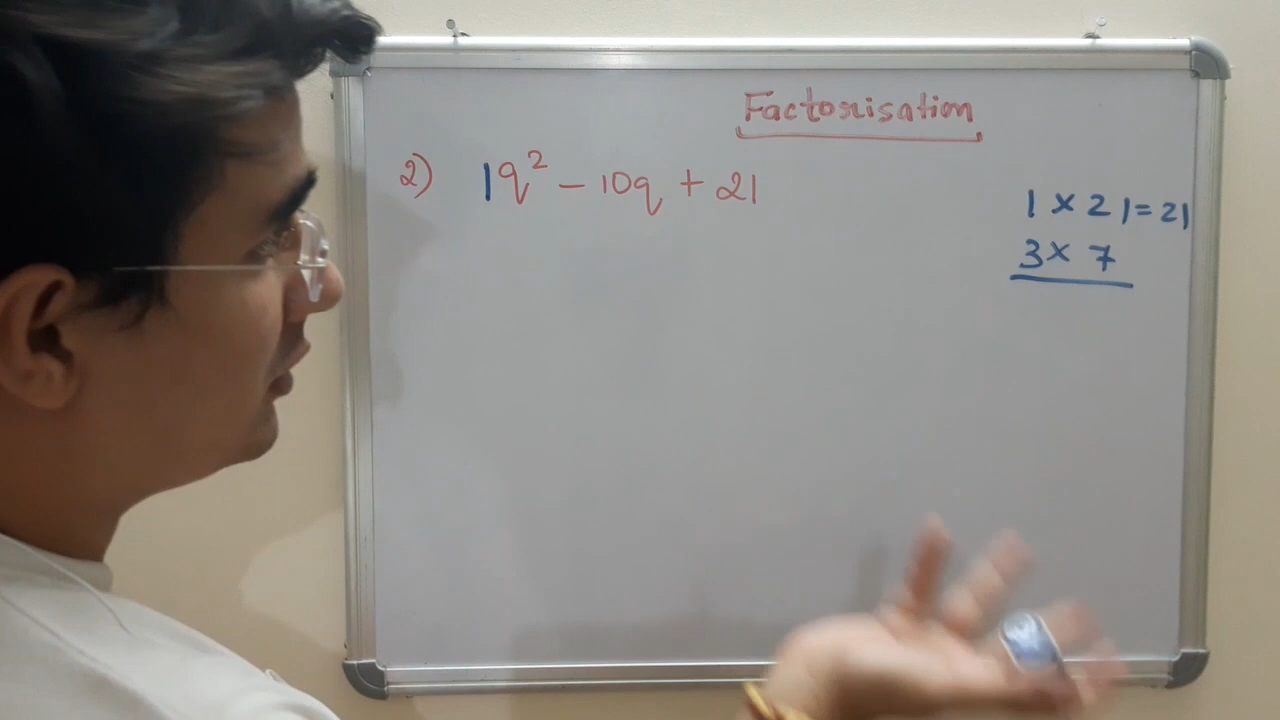 Factorisation
2) 1q² - 10q + 21
1 x 21 = 21
3 x 7